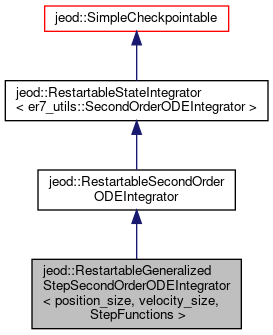 jeod::SimpleCheckpointable
jeod::RestartableStateIntegrator
< er7_utils::SecondOrderODEIntegrator >
jeod::RestartableSecondOrder
ODEIntegrator
jeod::RestartableGeneralized
StepSecondOrderODEIntegrator
< position_size, velocity_size,
StepFunctions >